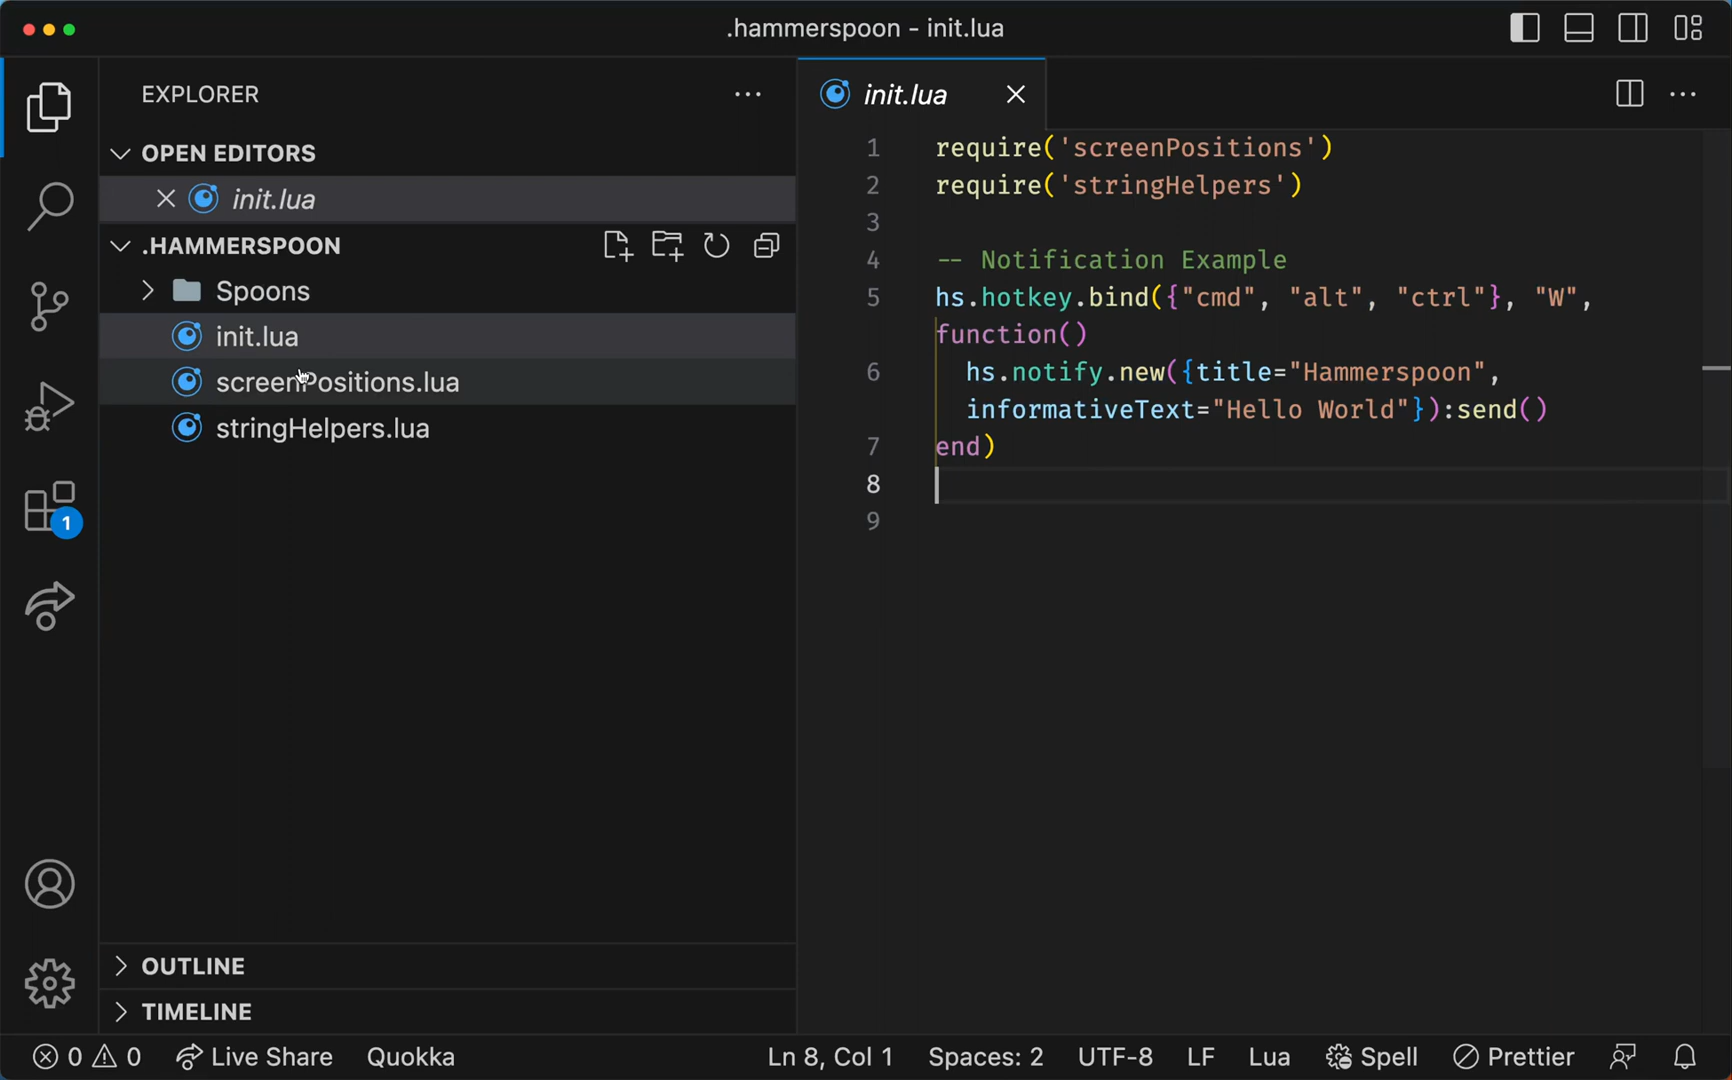 .hammerspoon - init.lua
EXPLORER
OPEN EDITORS
init.lua
.HAMMERSPOON
Spoons
init.lua
screenPositions.lua
stringHelpers.lua
1
OUTLINE
TIMELINE
init.lua
1 require('screenPositions')
2 require('stringHelpers')
3
4 -- Notification Example
5 hs.hotkey.bind({"cmd", "alt", "ctrl"}, "W",
function()
6 hs.notify.new({title="Hammerspoon",
informativeText="Hello World"}):send()
7 end)
8
9
0 0 Live Share Quokka Ln 8, Col 1 Spaces: 2 UTF-8 LF Lua Spell Prettier